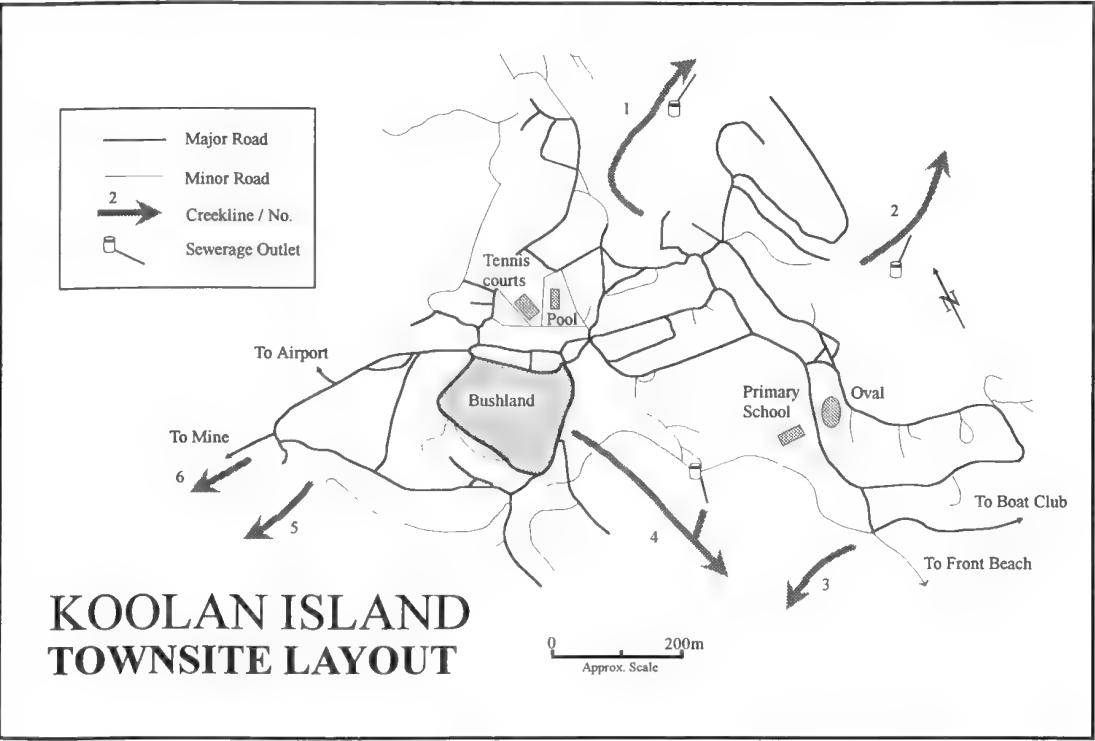 Major Road
Minor Road
2
Creekline / No.
Sewerage Outlet
1
2
N
Tennis
courts
Pool
To Airport
Bushland
Primary
School
Oval
To Mine
6
5
4
3
To Boat Club
To Front Beach
KOOLAN ISLAND
TOWNSITE LAYOUT
0
200m
Approx. Scale